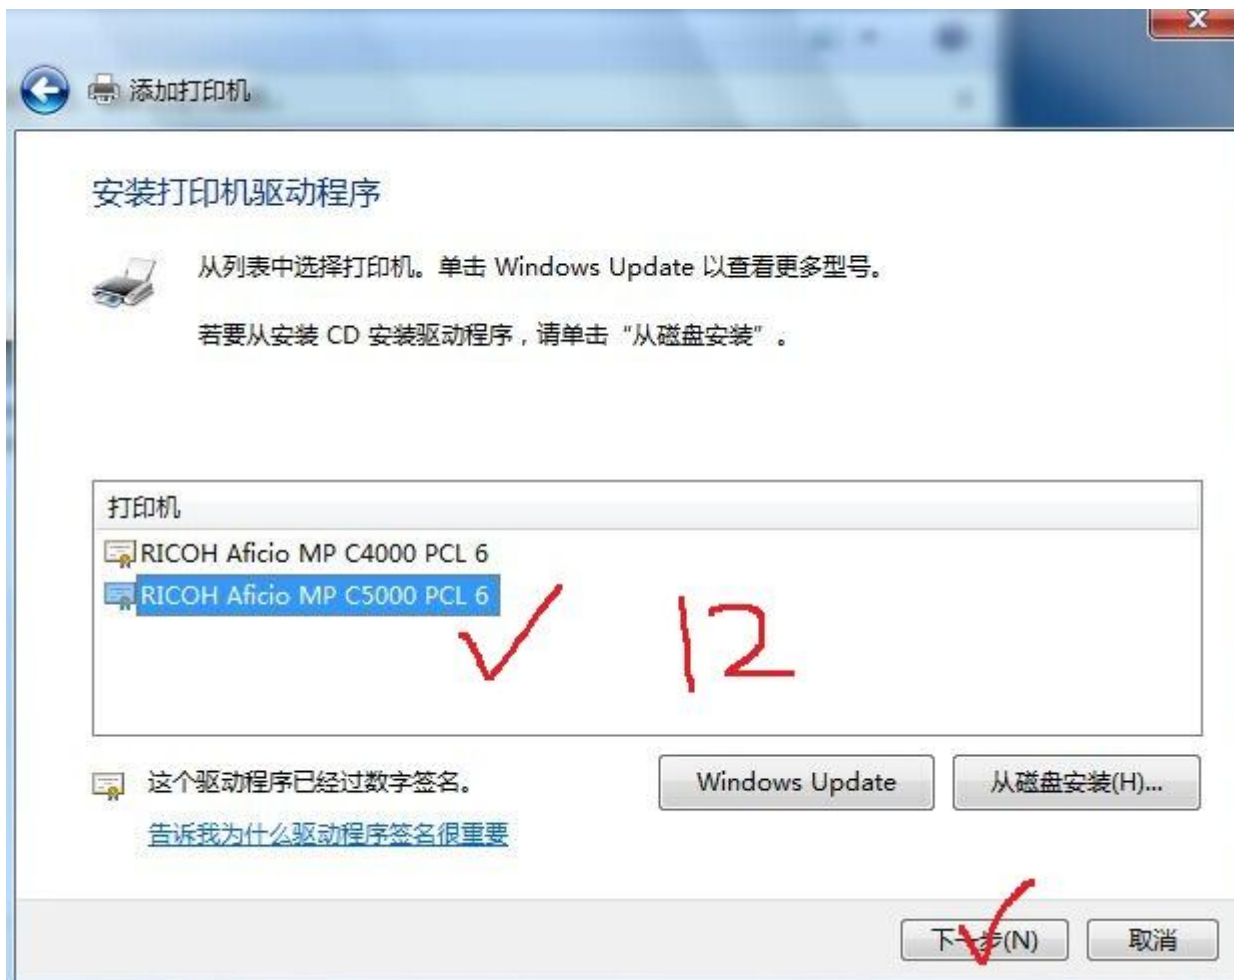 添加打印机
安装打印机驱动程序
从列表中选择打印机。单击 Windows Update 以查看更多型号。
若要从安装 CD 安装驱动程序，请单击“从磁盘安装”。
打印机
RICOH Aficio MP C4000 PCL 6
RICOH Aficio MP C5000 PCL 6
12
这个驱动程序已经过数字签名。
Windows Update
从磁盘安装(H)...
告诉我为什么驱动程序签名很重要
下一步(N)
取消